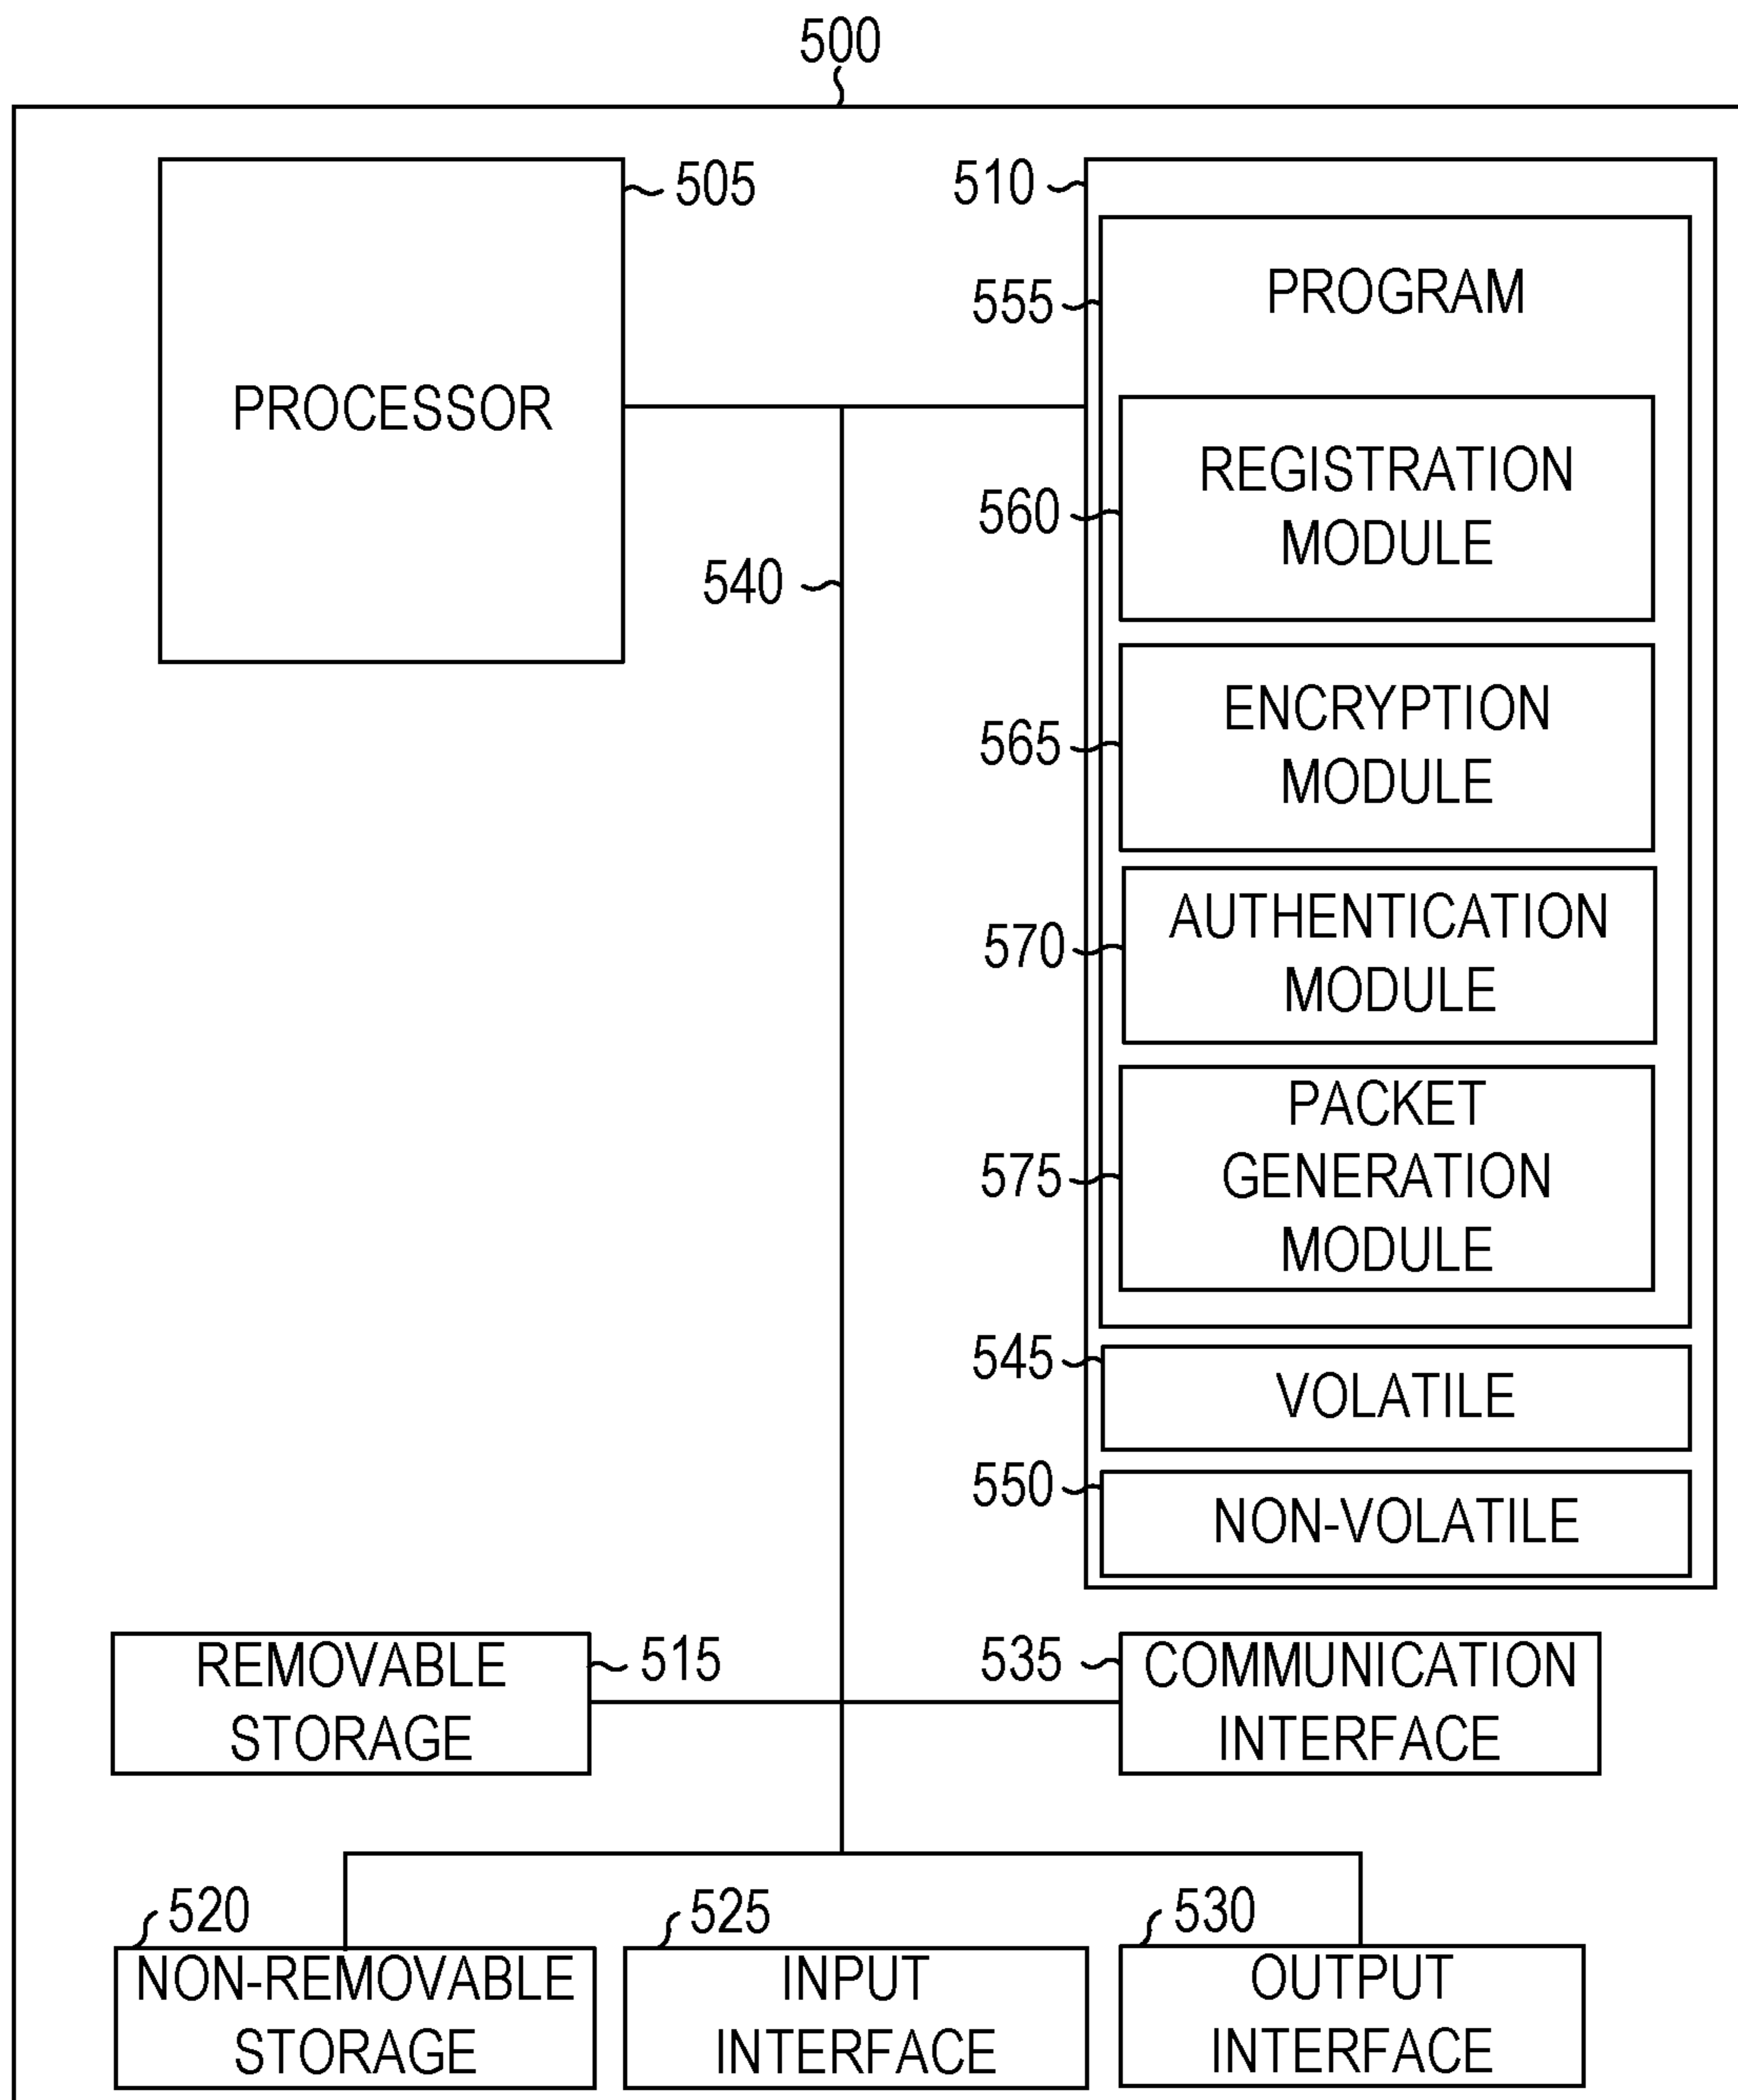 500
505
510
555
PROGRAM
PROCESSOR
REGISTRATION
MODULE
560
540
ENCRYPTION
MODULE
565
AUTHENTICATION
MODULE
570
PACKET
GENERATION
MODULE
575
545
VOLATILE
550
NON-VOLATILE
REMOVABLE
STORAGE
515
535
COMMUNICATION
INTERFACE
520
NON-REMOVABLE
STORAGE
525
INPUT
INTERFACE
530
OUTPUT
INTERFACE